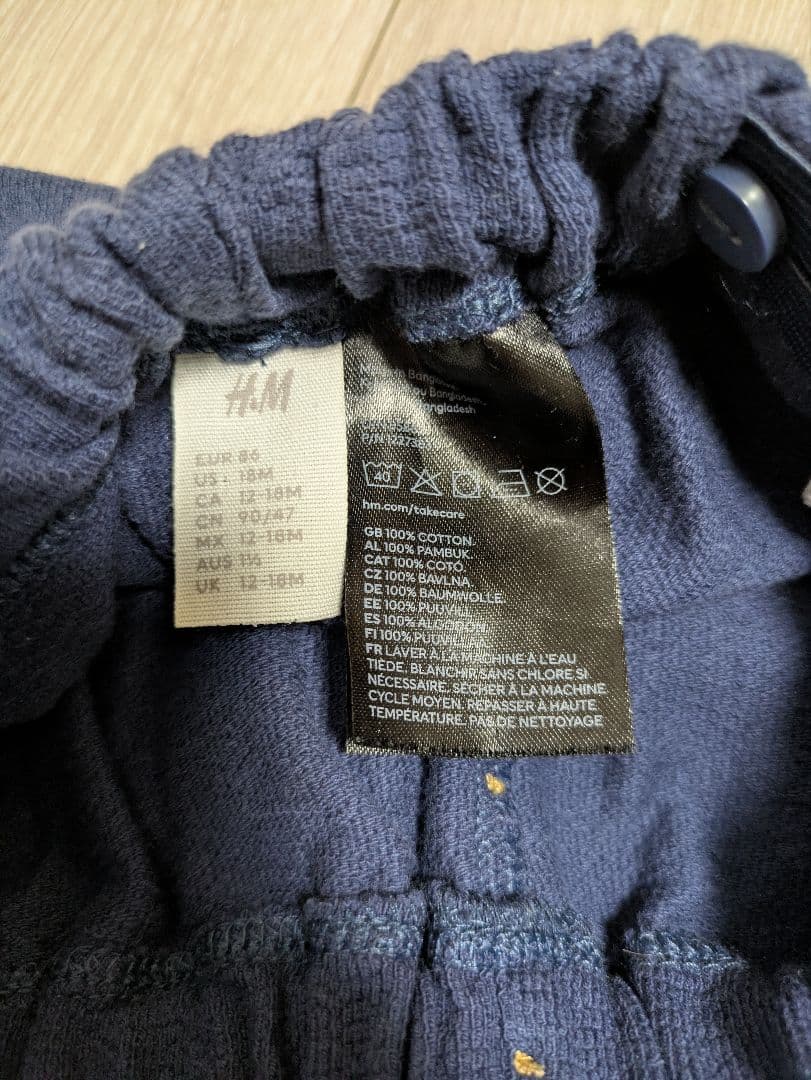 H&M
EUR 86
US 18M
CA 12-18M
CN 90/47
MX 12-18M
AUS 1½
UK 12-18M
Bangladesh
40
hm.com/takecare
GB 100% COTTON.
AL 100% PAMBUK.
CAT 100% COTÓ.
CZ 100% BAVLNA.
DE 100% BAUMWOLLE.
EE 100% PUUVILL.
ES 100% ALGODÓN.
FI 100% PUUVILLA
FR LAVER À LA MACHINE À L'EAU
TIÈDE. BLANCHIR SANS CHLORE SI
NÉCESSAIRE. SÉCHER À LA MACHINE
CYCLE MOYEN. REPASSER À HAUTE
TEMPÉRATURE. PAS DE NETTOYAGE